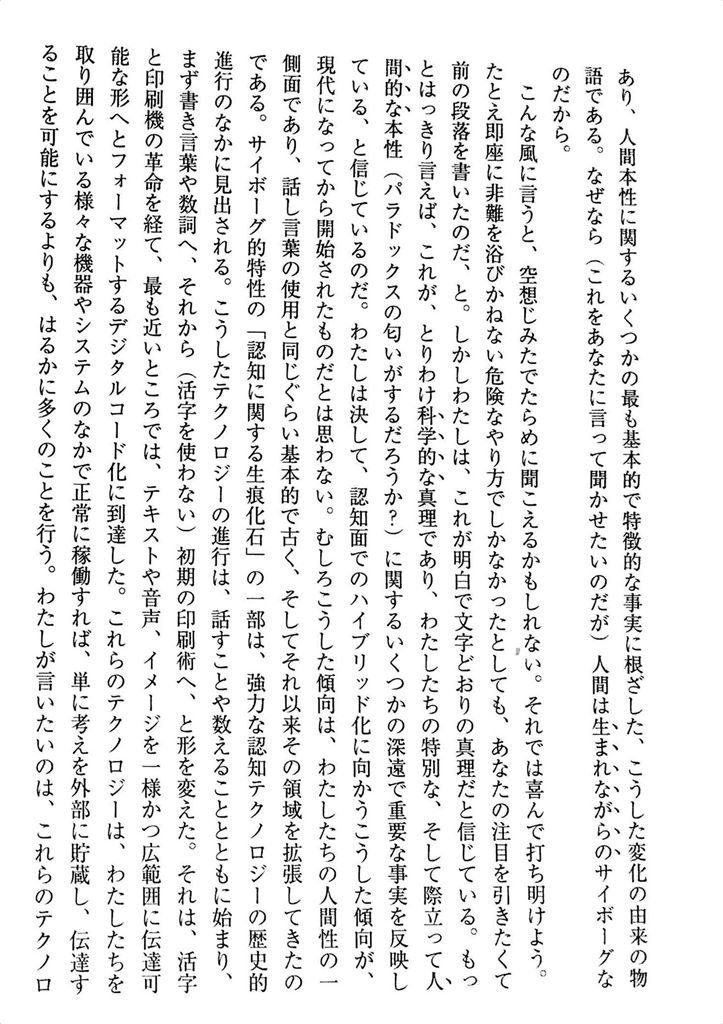 あり、人間本性に関するいくつかの最も基本的で特徴的な事実に根ざした、こうした変化の由来の物
語である。なぜなら（これをあなたに言って聞かせたいのだが）人間は生まれながらのサイボーグな
のだから。
こんな風に言うと、空想じみたでたらめに聞こえるかもしれない。それでは喜んで打ち明けよう。
たとえ即座に非難を浴びかねない危険なやり方でしかなかったとしても、あなたの注目を引きたくて
前の段落を書いたのだ、と。しかしわたしは、これが明白で文字どおりの真理だと信じている。もっ
とはっきり言えば、これが、とりわけ科学的な真理であり、わたしたちの特別な、そして際立って人
間的な本性（パラドックスの匂いがするだろうか？）に関するいくつかの深遠で重要な事実を反映し
ている、と信じているのだ。わたしは決して、認知面でのハイブリッド化に向かうこうした傾向が、
現代になってから開始されたものだとは思わない。むしろこうした傾向は、わたしたちの人間性の一
側面であり、話し言葉の使用と同じぐらい基本的で古く、そしてそれ以来その領域を拡張してきたの
である。サイボーグ的特性の「認知に関する生痕化石」の一部は、強力な認知テクノロジーの歴史的
進行のなかに見出される。こうしたテクノロジーの進行は、話すことや数えることとともに始まり、
まず書き言葉や数詞へ、それから（活字を使わない）初期の印刷術へ、と形を変えた。それは、活字
と印刷機の革命を経て、最も近いところでは、テキストや音声、イメージを一様かつ広範囲に伝達可
能な形へとフォーマットするデジタルコード化に到達した。これらのテクノロジーは、わたしたちを
取り囲んでいる様々な機器やシステムのなかで正常に稼働すれば、単に考えを外部に貯蔵し、伝達す
ることを可能にするよりも、はるかに多くのことを行う。わたしが言いたいのは、これらのテクノロ